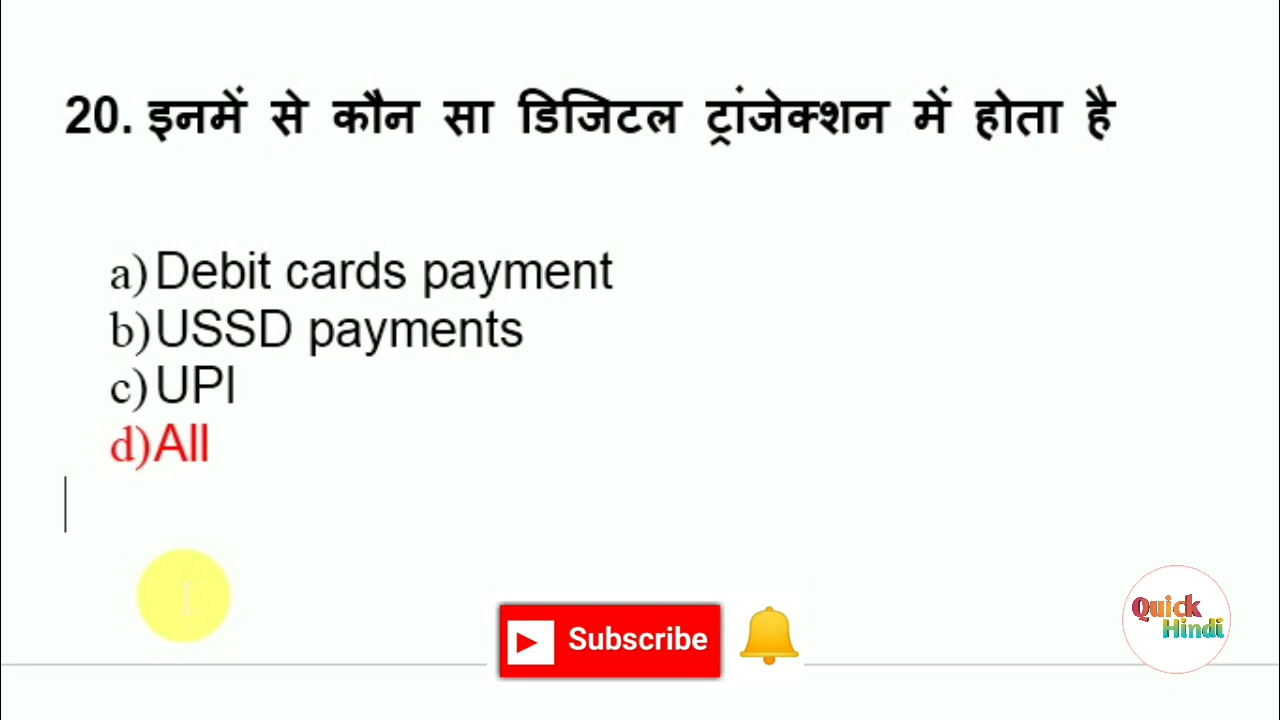 20. इनमें से कौन सा डिजिटल ट्रांजेक्शन में होता है
a) Debit cards payment
b) USSD payments
c) UPI
d) All
Subscribe
Quick
Hindi